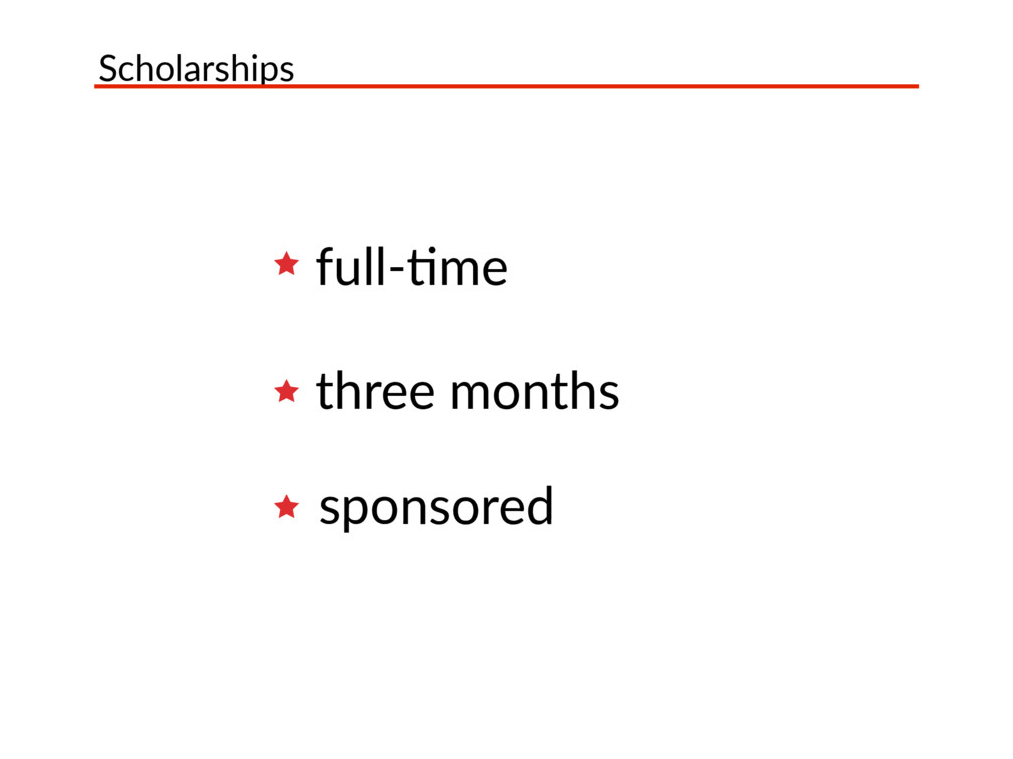 Scholarships
full-time
three months
sponsored